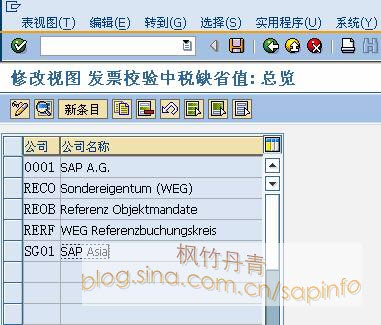 表视图(T) 编辑(E) 转到(G) 选择(S) 实用程序(U) 系统(Y)
修改视图 发票校验中税缺省值: 总览
新条目
公司 公司名称
0001 SAP A.G.
RECO Sondereigentum (WEG)
REOB Referenz Objektmandate
RERF WEG Referenzbuchungskreis
SG01 SAP Asia
枫竹丹青
blog.sina.com.cn/sapinfo